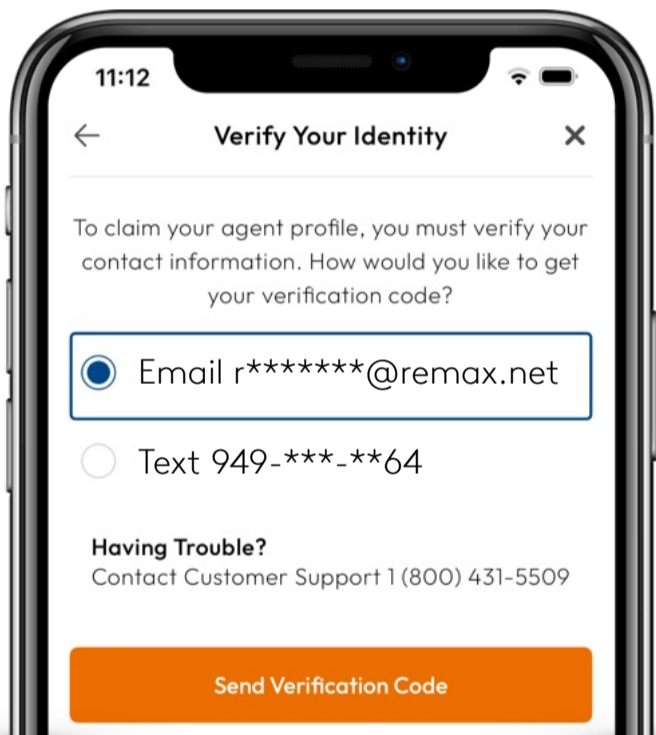 11:12
Verify Your Identity
To claim your agent profile, you must verify your
contact information. How would you like to get
your verification code?
Email r*******@remax.net
Text 949-***-**64
Having Trouble?
Contact Customer Support 1 (800) 431-5509
Send Verification Code